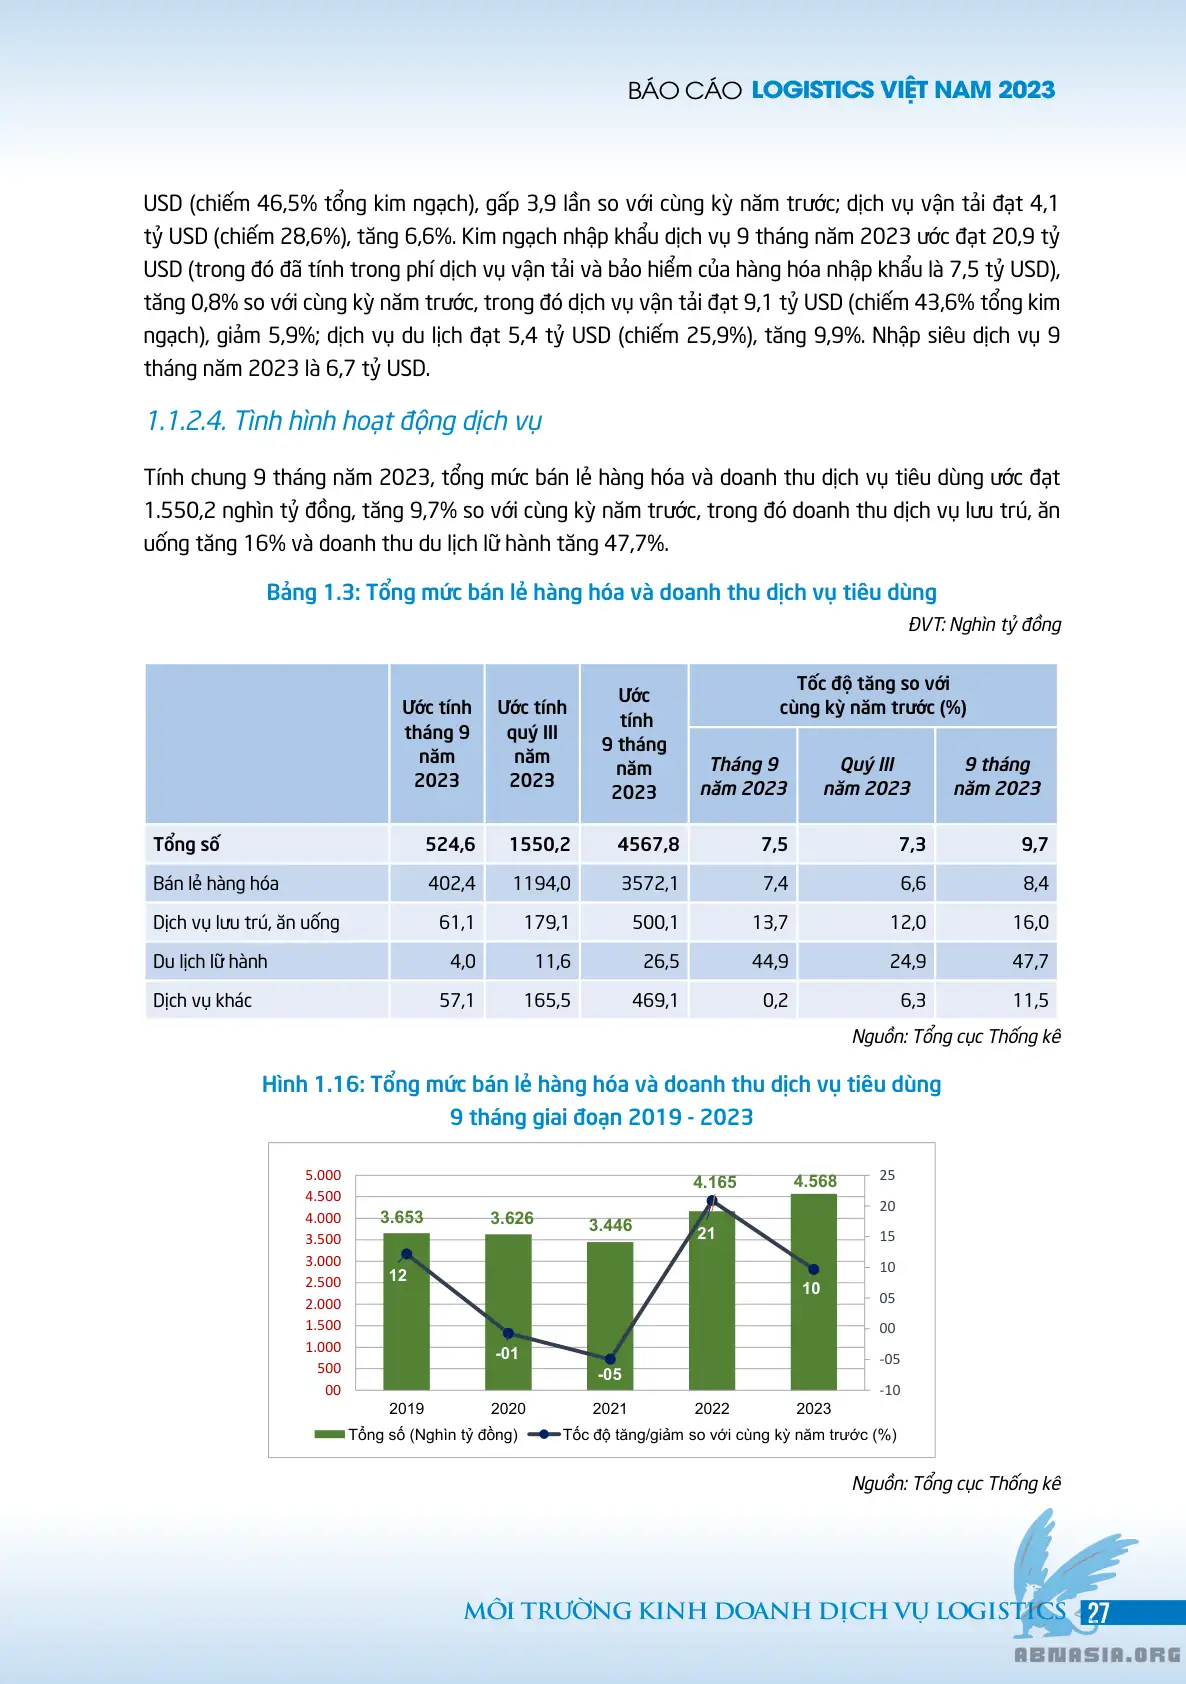 BÁO CÁO LOGISTICS VIỆT NAM 2023
USD (chiếm 46,5% tổng kim ngạch), gấp 3,9 lần so với cùng kỳ năm trước; dịch vụ vận tải đạt 4,1
tỷ USD (chiếm 28,6%), tăng 6,6%. Kim ngạch nhập khẩu dịch vụ 9 tháng năm 2023 ước đạt 20,9 tỷ
USD (trong đó đã tính trong phí dịch vụ vận tải và bảo hiểm của hàng hóa nhập khẩu là 7,5 tỷ USD),
tăng 0,8% so với cùng kỳ năm trước, trong đó dịch vụ vận tải đạt 9,1 tỷ USD (chiếm 43,6% tổng kim
ngạch), giảm 5,9%; dịch vụ du lịch đạt 5,4 tỷ USD (chiếm 25,9%), tăng 9,9%. Nhập siêu dịch vụ 9
tháng năm 2023 là 6,7 tỷ USD.
1.1.2.4. Tình hình hoạt động dịch vụ
Tính chung 9 tháng năm 2023, tổng mức bán lẻ hàng hóa và doanh thu dịch vụ tiêu dùng ước đạt
1.550,2 nghìn tỷ đồng, tăng 9,7% so với cùng kỳ năm trước, trong đó doanh thu dịch vụ lưu trú, ăn
uống tăng 16% và doanh thu du lịch lữ hành tăng 47,7%.
Bảng 1.3: Tổng mức bán lẻ hàng hóa và doanh thu dịch vụ tiêu dùng
ĐVT: Nghìn tỷ đồng
Ước tính tháng 9 năm 2023
Ước tính quý III năm 2023
Ước tính 9 tháng năm 2023
Tốc độ tăng so với cùng kỳ năm trước (%)
Tháng 9 năm 2023
Quý III năm 2023
9 tháng năm 2023
Tổng số 524,6 1550,2 4567,8 7,5 7,3 9,7
Bán lẻ hàng hóa 402,4 1194,0 3572,1 7,4 6,6 8,4
Dịch vụ lưu trú, ăn uống 61,1 179,1 500,1 13,7 12,0 16,0
Du lịch lữ hành 4,0 11,6 26,5 44,9 24,9 47,7
Dịch vụ khác 57,1 165,5 469,1 0,2 6,3 11,5
Nguồn: Tổng cục Thống kê
Hình 1.16: Tổng mức bán lẻ hàng hóa và doanh thu dịch vụ tiêu dùng
9 tháng giai đoạn 2019 - 2023
5.000
4.500
4.000
3.500
3.000
2.500
2.000
1.500
1.000
500
00
3.653
3.626
3.446
4.165
4.568
12
-01
-05
21
10
25
20
15
10
05
00
-05
-10
2019 2020 2021 2022 2023
Tổng số (Nghìn tỷ đồng) Tốc độ tăng/giảm so với cùng kỳ năm trước (%)
Nguồn: Tổng cục Thống kê
MÔI TRƯỜNG KINH DOANH DỊCH VỤ LOGISTICS 27
ABNASIA.ORG